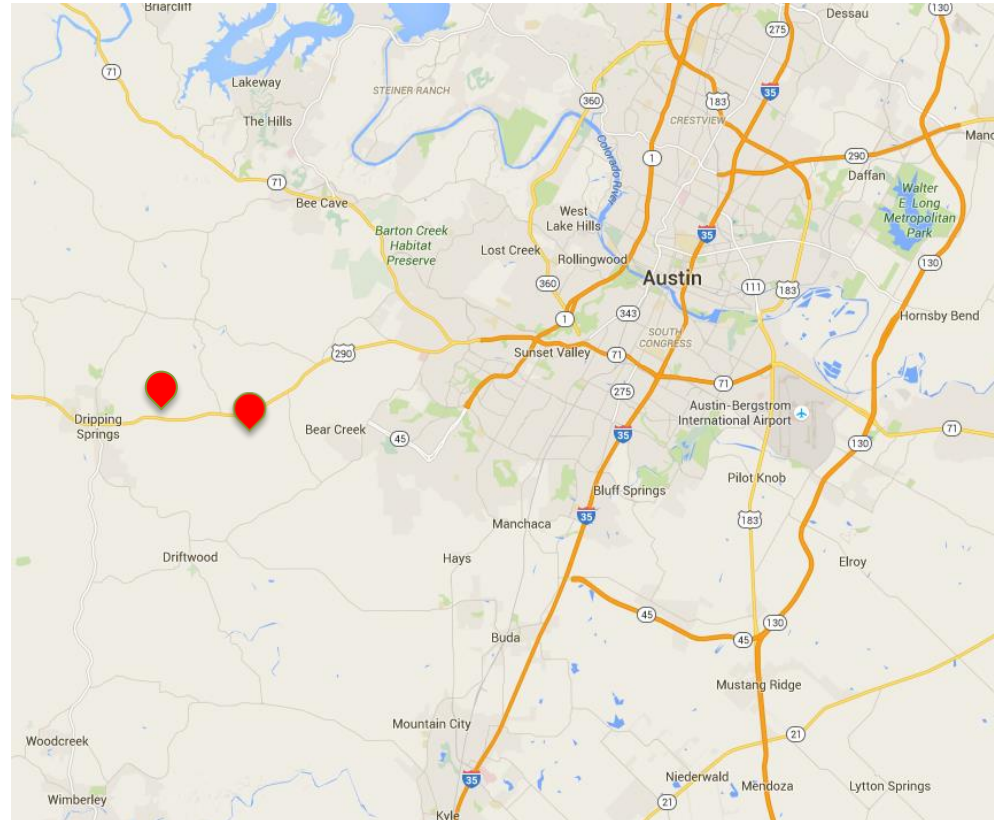 Briarcliff
130
Dessau
275
71
Lakeway
STEINER RANCH
35
183
360
CRESTVIEW
The Hills
Colorado River
1
290
Mano
Daffan
71
Walter
E Long
Metropolitan
Park
Bee Cave
West
Lake Hills
Barton Creek
Habitat
Preserve
Lost Creek
35
Rollingwood
130
Austin
360
111
183
343
Hornsby Bend
1
SOUTH
CONGRESS
290
Sunset Valley
71
275
71
Dripping
Springs
Bear Creek
45
Austin-Bergstrom
International Airport
35
130
71
Pilot Knob
Bluff Springs
35
183
Manchaca
Driftwood
Hays
Elroy
45
130
45
Buda
Mustang Ridge
Mountain City
21
Woodcreek
35
Niederwald
Mendoza
Lytton Springs
Wimberley
21
Kyle